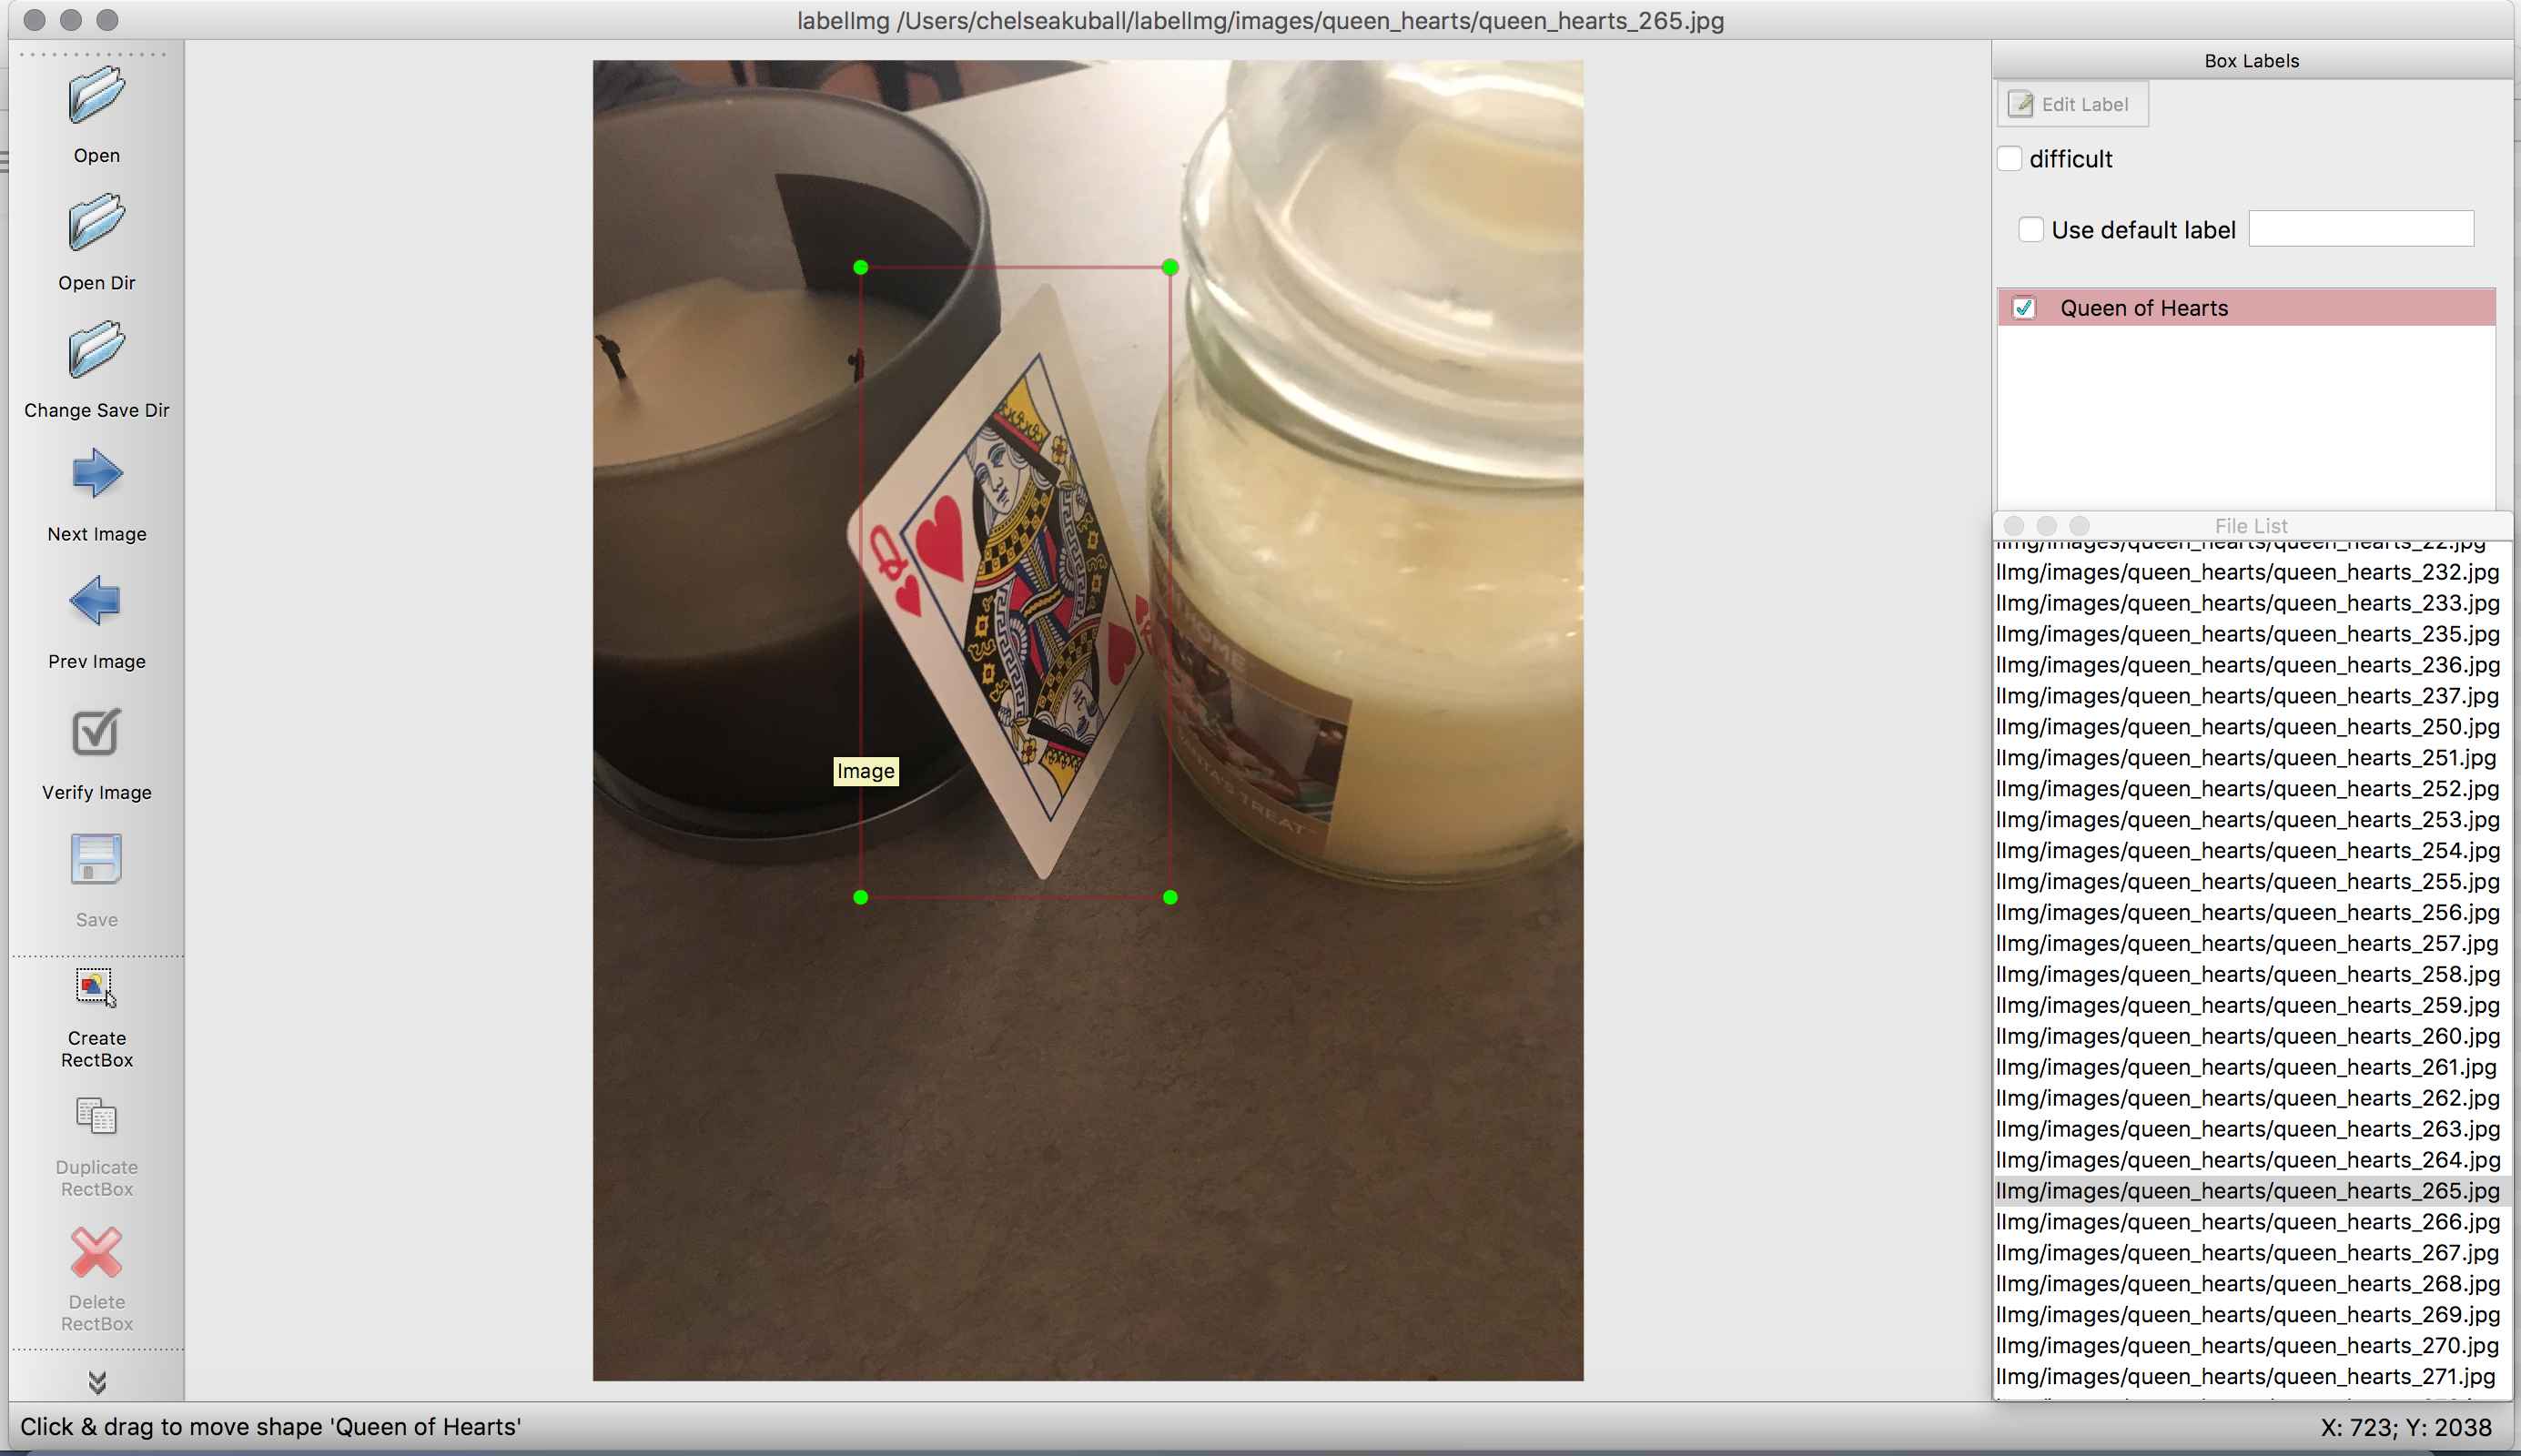 labelImg /Users/chelseakuball/labelImg/images/queen_hearts/queen_hearts_265.jpg
Open
Open Dir
Change Save Dir
Next Image
Prev Image
Verify Image
Save
Create
RectBox
Duplicate
RectBox
Delete
RectBox
Q
Image
HOME
SANTA'S TREAT
Box Labels
Edit Label
difficult
Use default label
Queen of Hearts
File List
lImg/images/queen_hearts/queen_hearts_22.jpg
lImg/images/queen_hearts/queen_hearts_232.jpg
lImg/images/queen_hearts/queen_hearts_233.jpg
lImg/images/queen_hearts/queen_hearts_235.jpg
lImg/images/queen_hearts/queen_hearts_236.jpg
lImg/images/queen_hearts/queen_hearts_237.jpg
lImg/images/queen_hearts/queen_hearts_250.jpg
lImg/images/queen_hearts/queen_hearts_251.jpg
lImg/images/queen_hearts/queen_hearts_252.jpg
lImg/images/queen_hearts/queen_hearts_253.jpg
lImg/images/queen_hearts/queen_hearts_254.jpg
lImg/images/queen_hearts/queen_hearts_255.jpg
lImg/images/queen_hearts/queen_hearts_256.jpg
lImg/images/queen_hearts/queen_hearts_257.jpg
lImg/images/queen_hearts/queen_hearts_258.jpg
lImg/images/queen_hearts/queen_hearts_259.jpg
lImg/images/queen_hearts/queen_hearts_260.jpg
lImg/images/queen_hearts/queen_hearts_261.jpg
lImg/images/queen_hearts/queen_hearts_262.jpg
lImg/images/queen_hearts/queen_hearts_263.jpg
lImg/images/queen_hearts/queen_hearts_264.jpg
lImg/images/queen_hearts/queen_hearts_265.jpg
lImg/images/queen_hearts/queen_hearts_266.jpg
lImg/images/queen_hearts/queen_hearts_267.jpg
lImg/images/queen_hearts/queen_hearts_268.jpg
lImg/images/queen_hearts/queen_hearts_269.jpg
lImg/images/queen_hearts/queen_hearts_270.jpg
lImg/images/queen_hearts/queen_hearts_271.jpg
Click & drag to move shape 'Queen of Hearts'
X: 723; Y: 2038